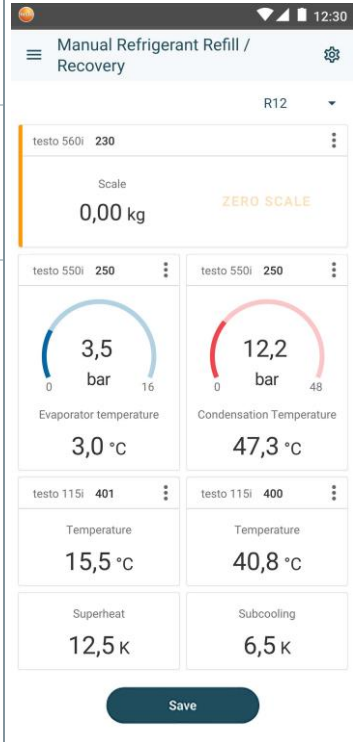 12:30
Manual Refrigerant Refill /
Recovery
R12
testo 560i 230
Scale
0,00 kg
ZERO SCALE
testo 550i 250
3,5
bar
0 16
Evaporator temperature
3,0 °C
testo 550i 250
12,2
bar
0 48
Condensation Temperature
47,3 °C
testo 115i 401
Temperature
15,5 °C
testo 115i 400
Temperature
40,8 °C
Superheat
12,5 K
Subcooling
6,5 K
Save